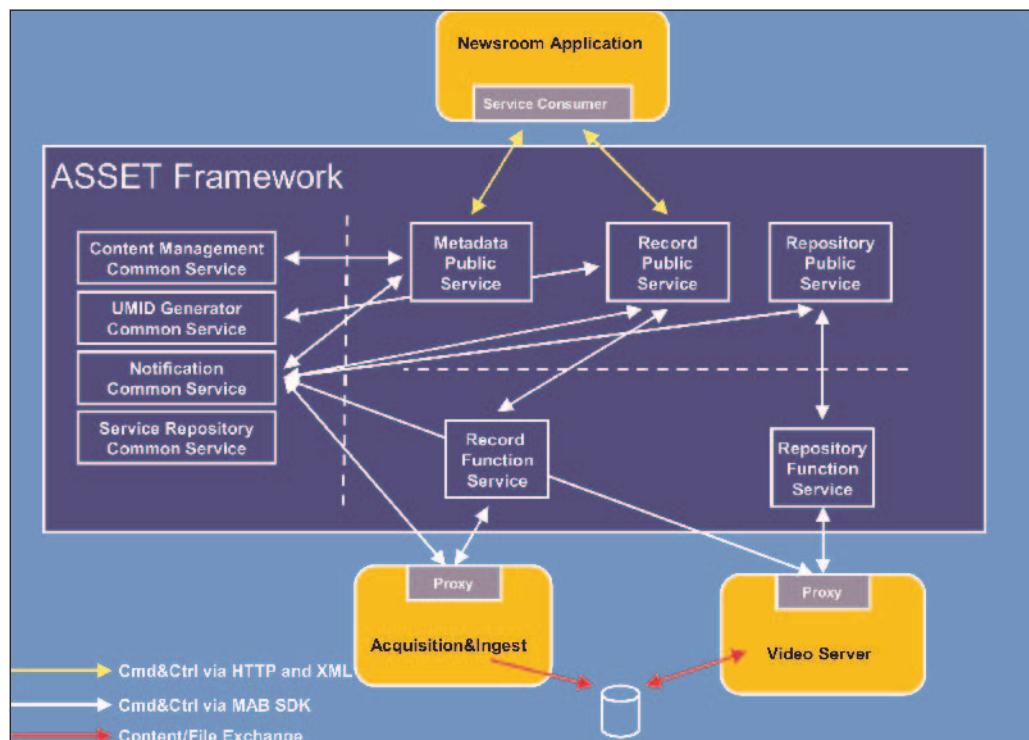 Newsroom Application
Service Consumer
ASSET Framework
Content Management
Common Service
Metadata
Public
Service
Record
Public
Service
Repository
Public
Service
UMID Generator
Common Service
Notification
Common Service
Service Repository
Common Service
Record
Function
Service
Repository
Function
Service
Proxy
Acquisition&Ingest
Proxy
Video Server
Cmd&Ctrl via HTTP and XML
Cmd&Ctrl via MAB SDK
Content/File Exchange